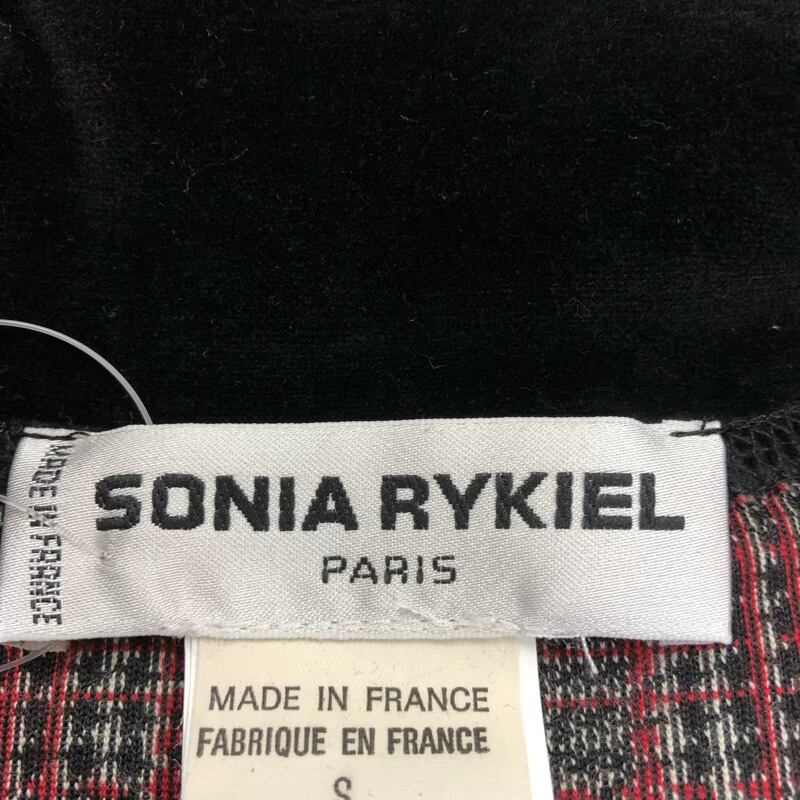 MADE IN FRANCE
SONIA RYKIEL
PARIS
MADE IN FRANCE
FABRIQUE EN FRANCE
S